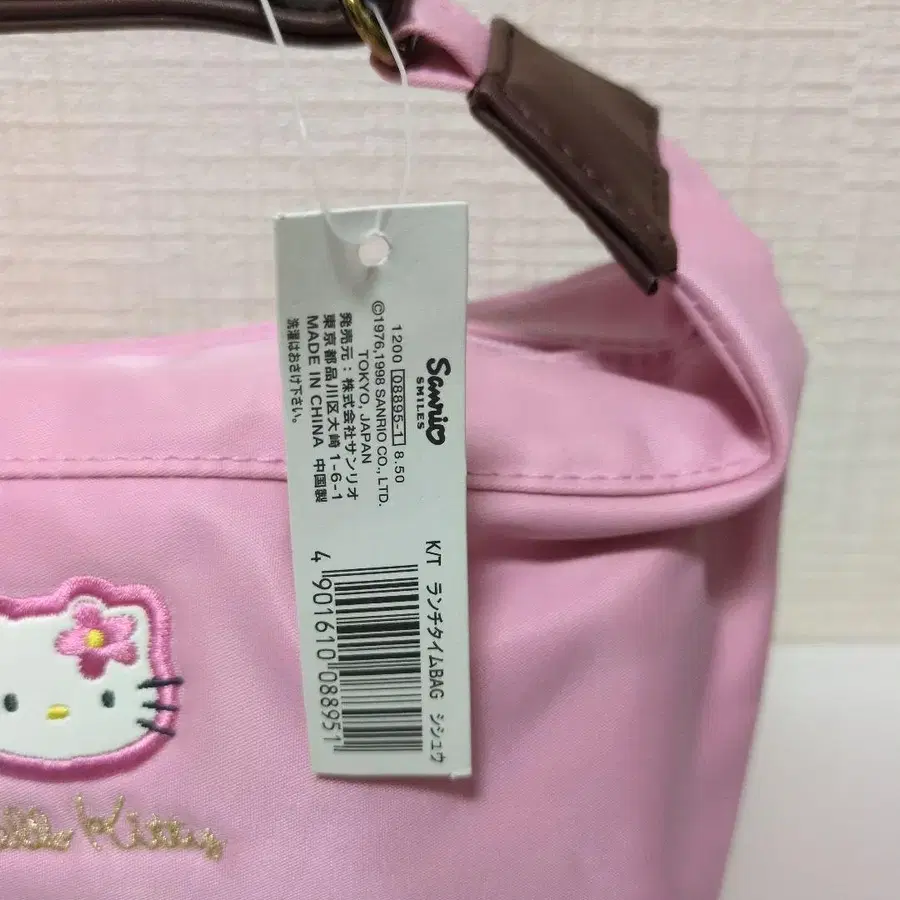 Sanrio
SMILES
1200 08895-1 8.50
©1976,1998 SANRIO CO., LTD.
TOKYO, JAPAN
発売元：株式会社サンリオ
東京都品川区大崎1-6-1
MADE IN CHINA 中国製
洗濯はおさけ下さい。
K/T ランチタイムBAG シシュウ
4 901610 088951
Hello Kitty